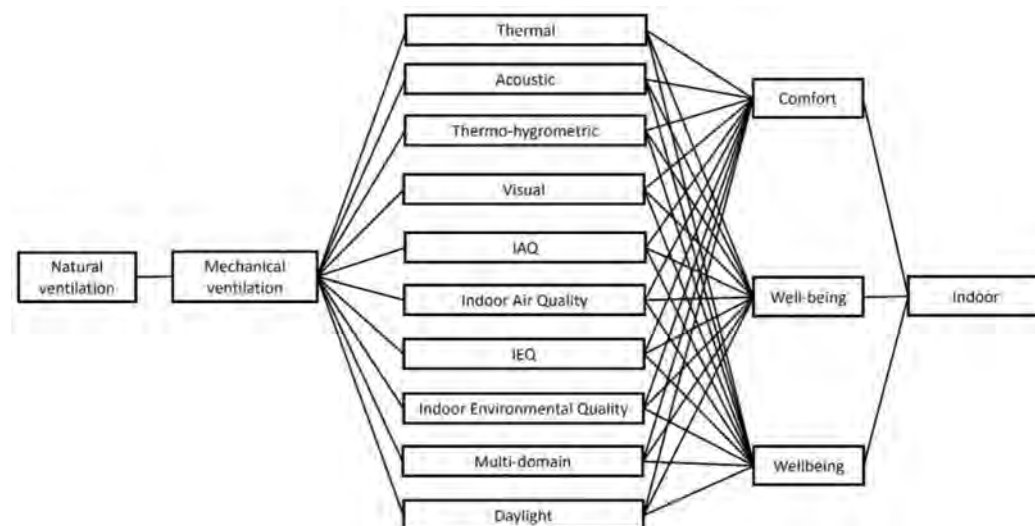 Natural
ventilation
Mechanical
ventilation
Thermal
Acoustic
Thermo-hygrometric
Visual
IAQ
Indoor Air Quality
IEQ
Indoor Environmental Quality
Multi-domain
Daylight
Comfort
Well-being
Wellbeing
Indoor